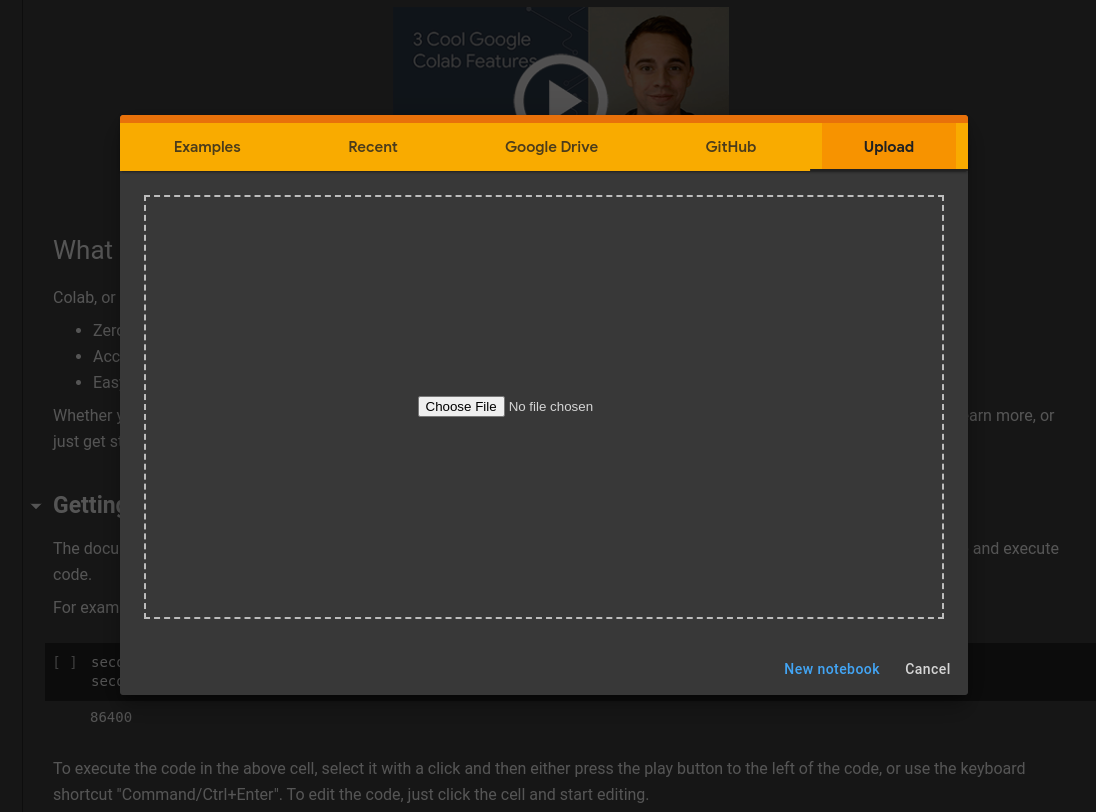 3 Cool Google
Colab Features
Examples Recent Google Drive GitHub Upload
What
Colab, or
Zero
Acc
Eas
Whether y arn more, or
just get st
Choose File No file chosen
Getting
The docu and execute
code.
For exam
New notebook Cancel
[ ] seco
seco
86400
To execute the code in the above cell, select it with a click and then either press the play button to the left of the code, or use the keyboard
shortcut "Command/Ctrl+Enter". To edit the code, just click the cell and start editing.